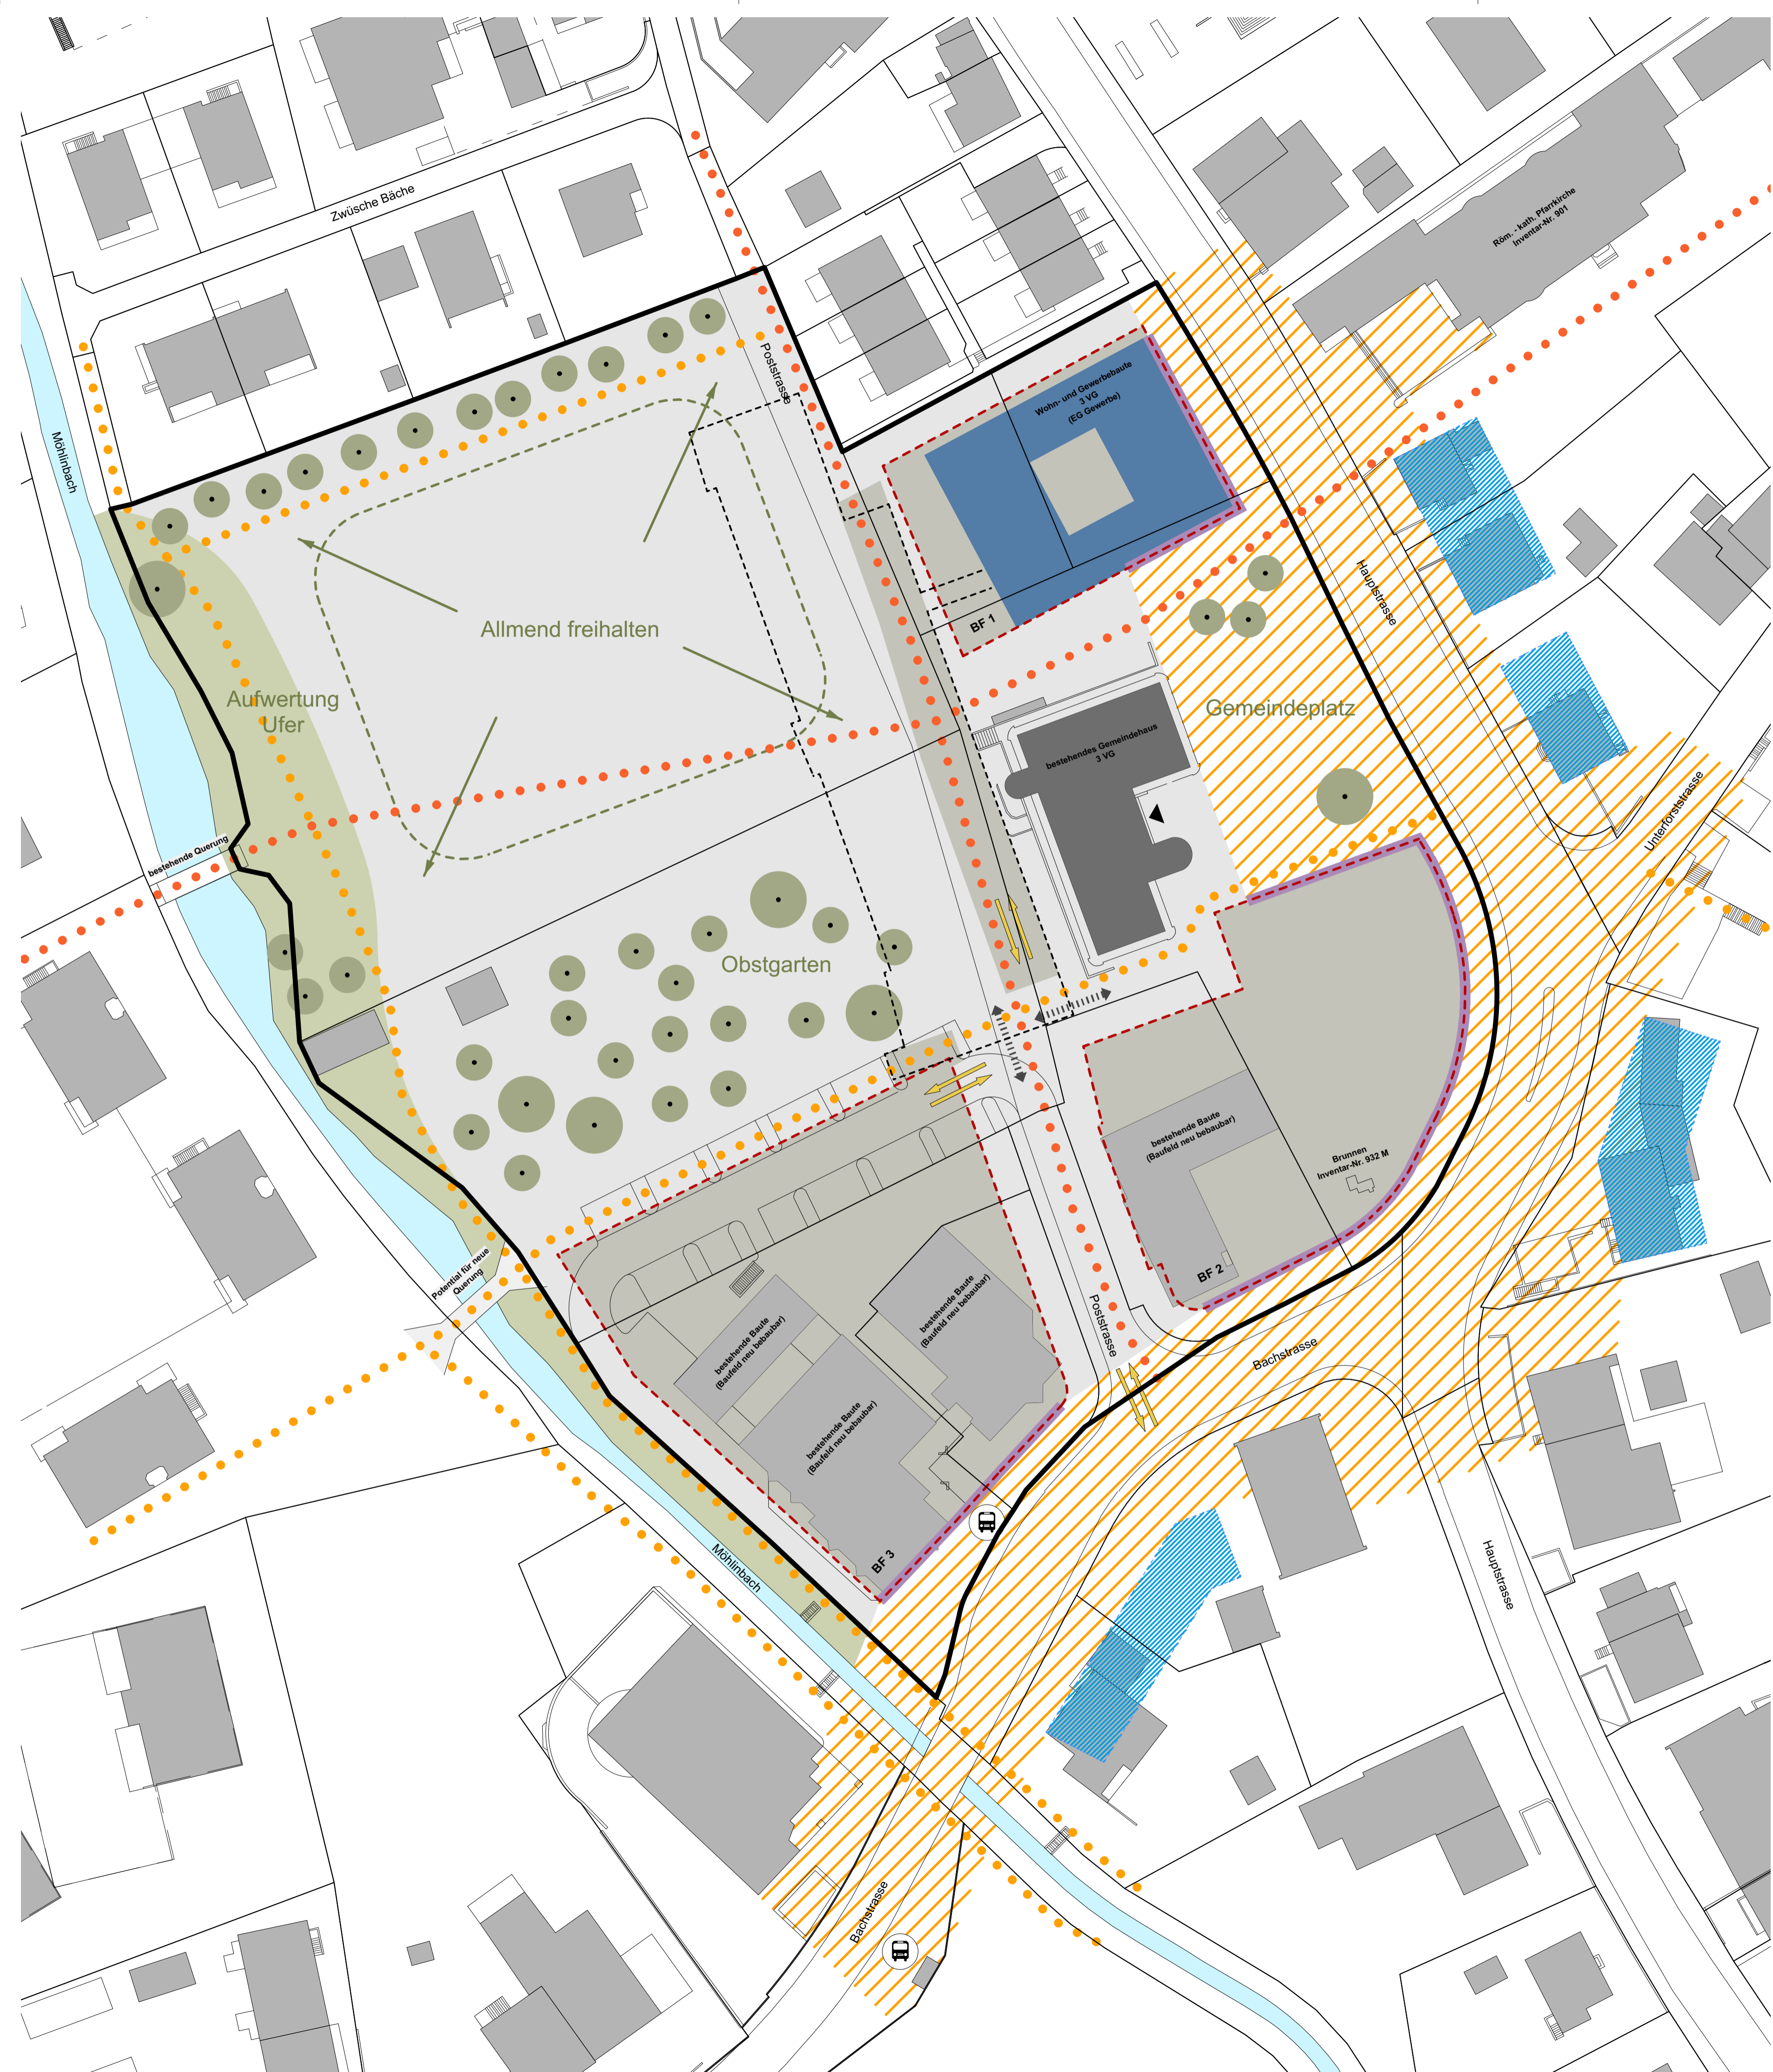 Zwüsche Bäche
Röm. - kath. Pfarrkirche
Inventar-Nr. 901
Poststrasse
Wohn- und Gewerbebaute
3 VG
(EG Gewerbe)
Möhlinbach
Hauptstrasse
BF 1
Allmend freihalten
Aufwertung
Ufer
Gemeindeplatz
bestehendes Gemeindehaus
3 VG
Unterforststrasse
bestehende Querung
Obstgarten
bestehende Baute
(Baufeld neu bebaubar)
Brunnen
Inventar-Nr. 932 M
BF 2
Potential für neue
Querung
bestehende Baute
(Baufeld neu bebaubar)
bestehende Baute
(Baufeld neu bebaubar)
bestehende Baute
(Baufeld neu bebaubar)
Poststrasse
Bachstrasse
BF 3
Möhlinbach
Hauptstrasse
Bachstrasse